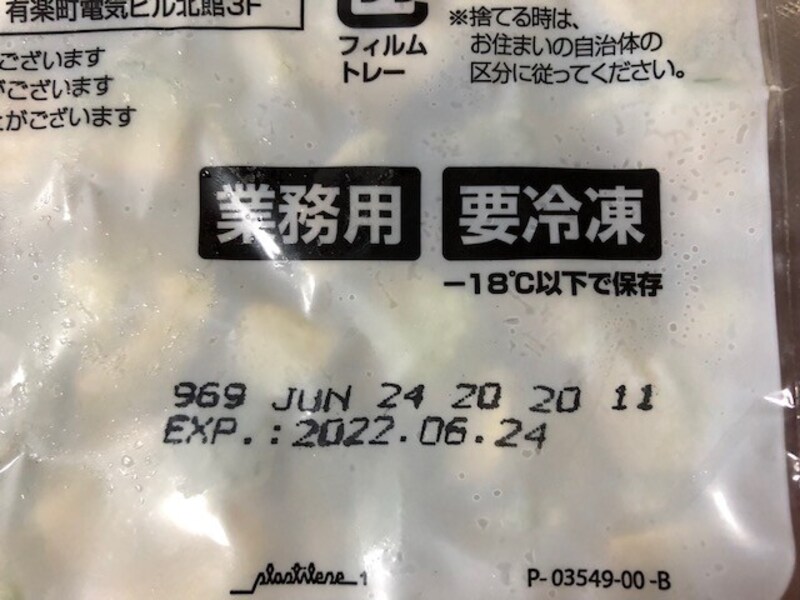 有楽町電気ビル北館3F
フィルム
トレー
※捨てる時は、
お住まいの自治体の
区分に従ってください。
ございます
がございます
とがございます
業務用
要冷凍
-18℃以下で保存
969 JUN 24 20 20 11
EXP.:2022.06.24
plastilene 1
P-03549-00-B